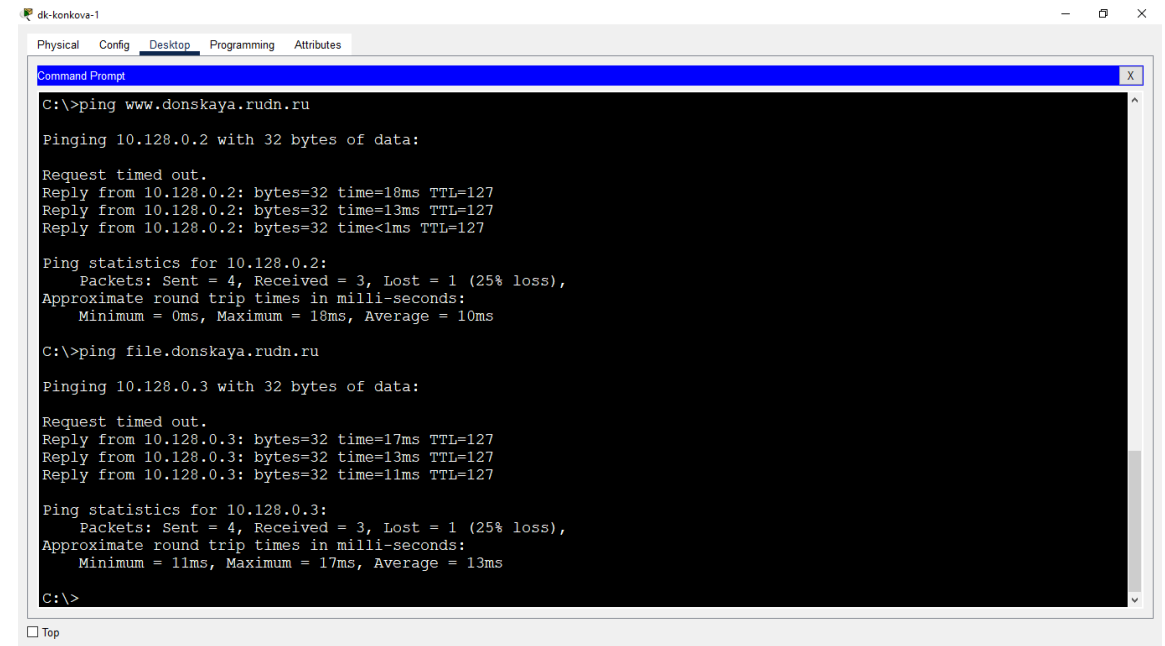 dk-konkova-1
Physical Config Desktop Programming Attributes
Command Prompt X
C:\>ping www.donskaya.rudn.ru
Pinging 10.128.0.2 with 32 bytes of data:
Request timed out.
Reply from 10.128.0.2: bytes=32 time=18ms TTL=127
Reply from 10.128.0.2: bytes=32 time=13ms TTL=127
Reply from 10.128.0.2: bytes=32 time<1ms TTL=127
Ping statistics for 10.128.0.2:
    Packets: Sent = 4, Received = 3, Lost = 1 (25% loss),
Approximate round trip times in milli-seconds:
    Minimum = 0ms, Maximum = 18ms, Average = 10ms
C:\>ping file.donskaya.rudn.ru
Pinging 10.128.0.3 with 32 bytes of data:
Request timed out.
Reply from 10.128.0.3: bytes=32 time=17ms TTL=127
Reply from 10.128.0.3: bytes=32 time=13ms TTL=127
Reply from 10.128.0.3: bytes=32 time=11ms TTL=127
Ping statistics for 10.128.0.3:
    Packets: Sent = 4, Received = 3, Lost = 1 (25% loss),
Approximate round trip times in milli-seconds:
    Minimum = 11ms, Maximum = 17ms, Average = 13ms
C:\>
Top